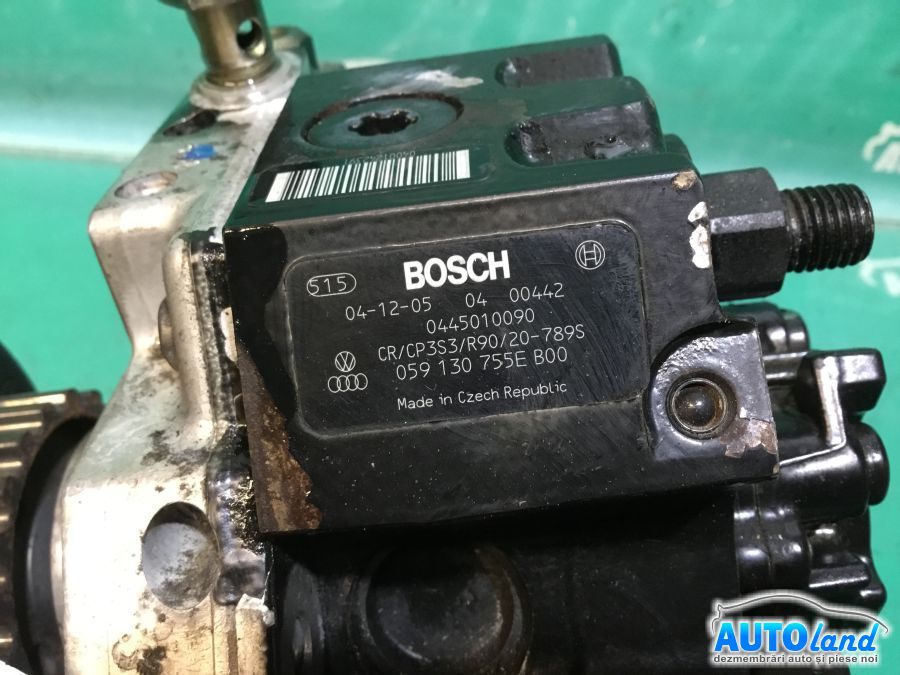 515
BOSCH
04-12-05 04 00442
0445010090
CR/CP3S3/R90/20-789S
059 130 755E B00
Made in Czech Republic
AUTOland
dezmembrări auto și piese noi